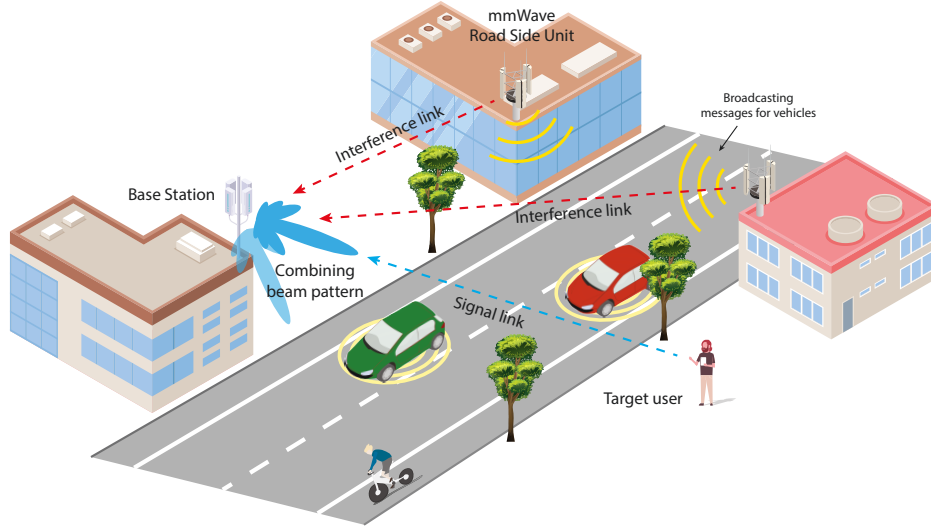 mmWave
Road Side Unit
Broadcasting
messages for vehicles
Interference link
Base Station
Interference link
Combining
beam pattern
Signal link
Target user